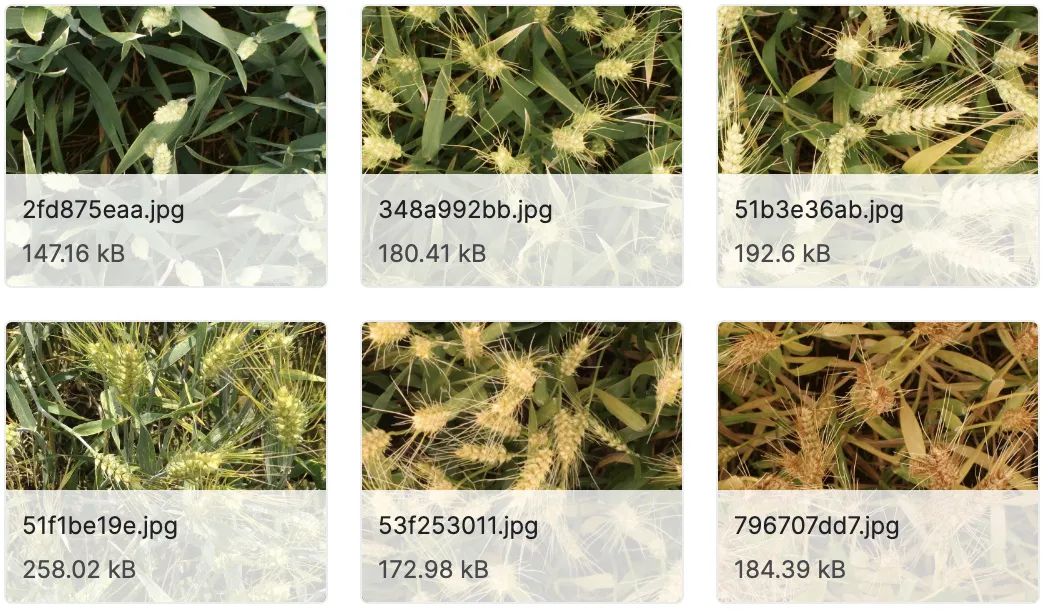 2fd875eaa.jpg
147.16 kB
348a992bb.jpg
180.41 kB
51b3e36ab.jpg
192.6 kB
51f1be19e.jpg
258.02 kB
53f253011.jpg
172.98 kB
796707dd7.jpg
184.39 kB